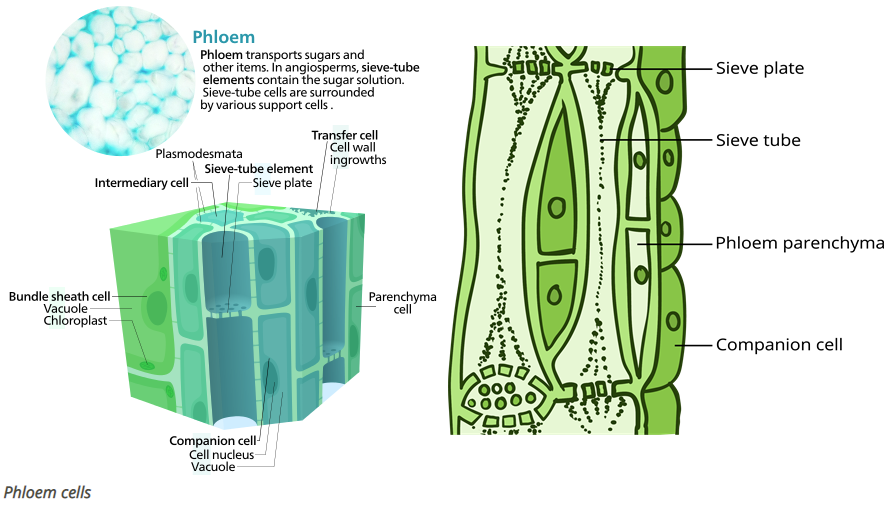 Phloem
Phloem transports sugars and
other items. In angiosperms, sieve-tube
elements contain the sugar solution.
Sieve-tube cells are surrounded
by various support cells .
Transfer cell
Cell wall
ingrowths
Plasmodesmata
Sieve-tube element
Intermediary cell
Sieve plate
Bundle sheath cell
Vacuole
Chloroplast
Parenchyma
cell
Companion cell
Cell nucleus
Vacuole
Sieve plate
Sieve tube
Phloem parenchyma
Companion cell
Phloem cells